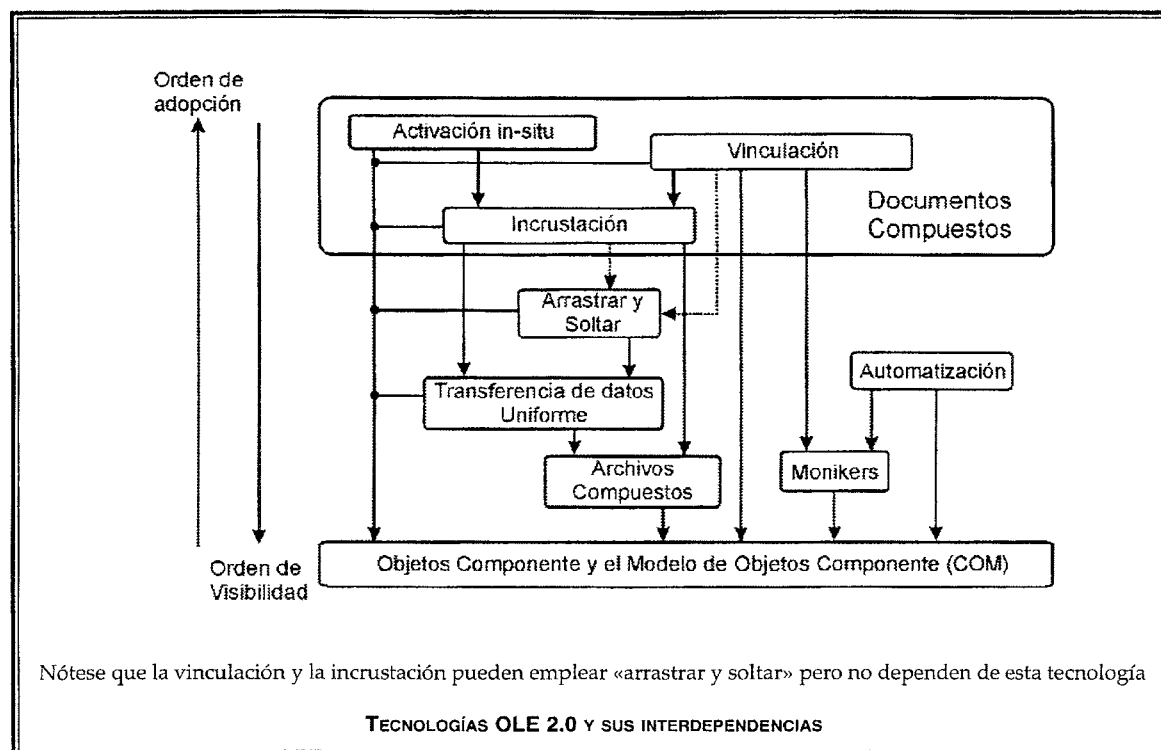 Orden de
adopción
Activación in-situ
Vinculación
Documentos
Compuestos
Incrustación
Arrastrar y
Soltar
Automatización
Transferencia de datos
Uniforme
Archivos
Compuestos
Monikers
Orden de
Visibilidad
Objetos Componente y el Modelo de Objetos Componente (COM)
Nótese que la vinculación y la incrustación pueden emplear «arrastrar y soltar» pero no dependen de esta tecnología
TECNOLOGÍAS OLE 2.0 Y SUS INTERDEPENDENCIAS